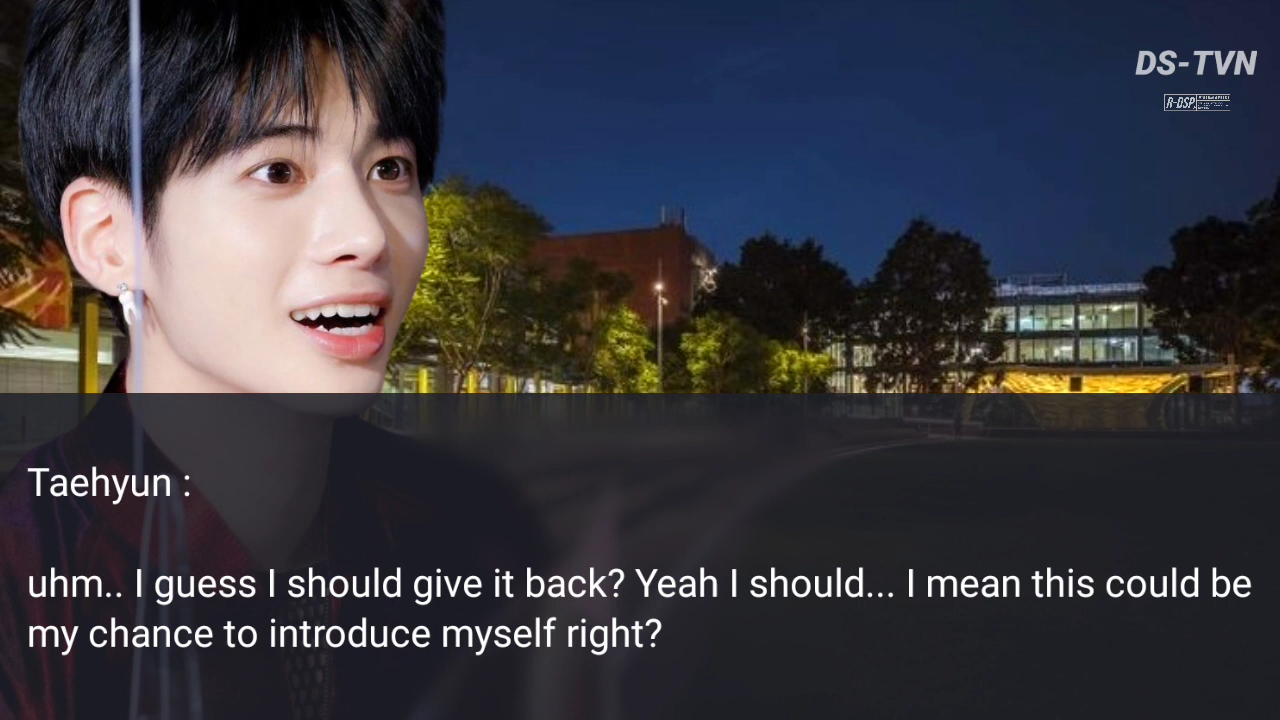 DS-TVN
R-DSP
Taehyun :
uhm.. I guess I should give it back? Yeah I should... I mean this could be
my chance to introduce myself right?